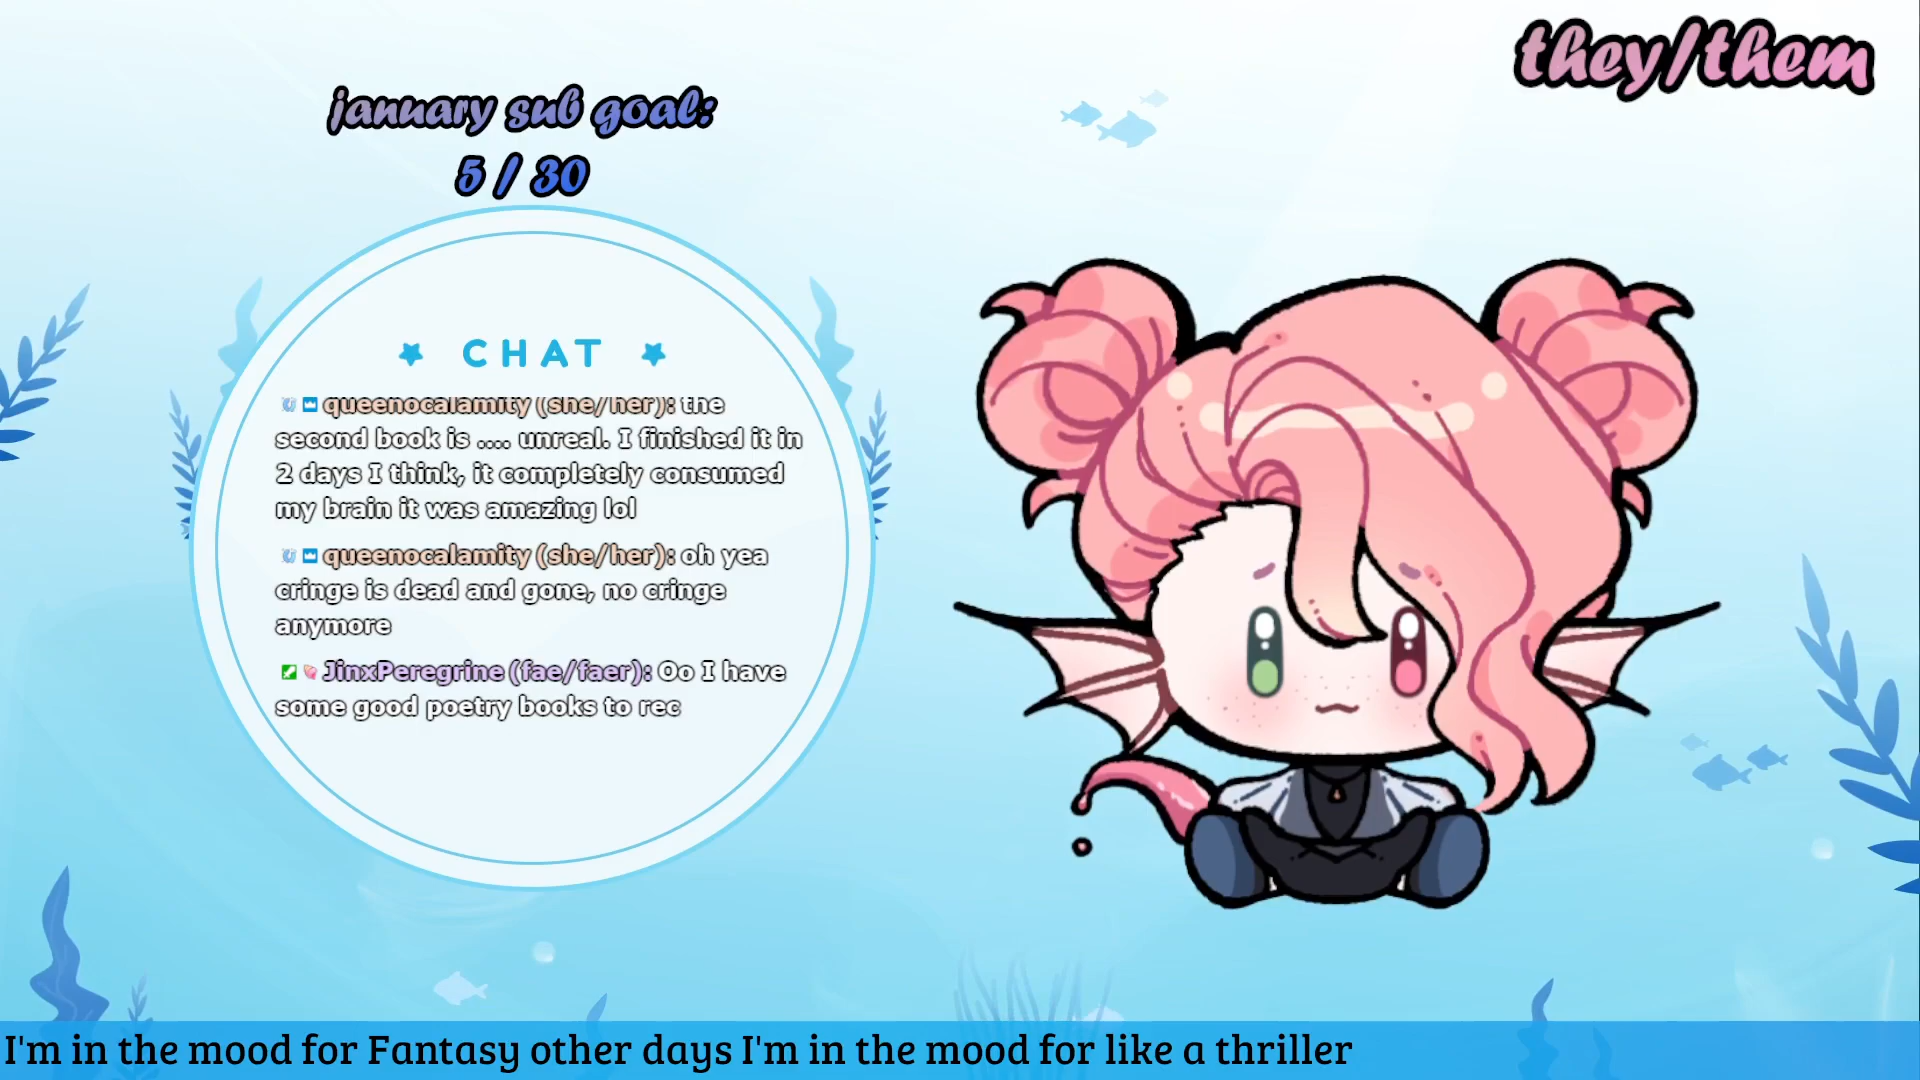 they/them
january sub goal:
5 / 30
CHAT
queenocalamity (she/her): the
second book is .... unreal. I finished it in
2 days I think, it completely consumed
my brain it was amazing lol
queenocalamity (she/her): oh yea
cringe is dead and gone, no cringe
anymore
JinxPeregrine (fae/faer): Oo I have
some good poetry books to rec
I'm in the mood for Fantasy other days I'm in the mood for like a thriller